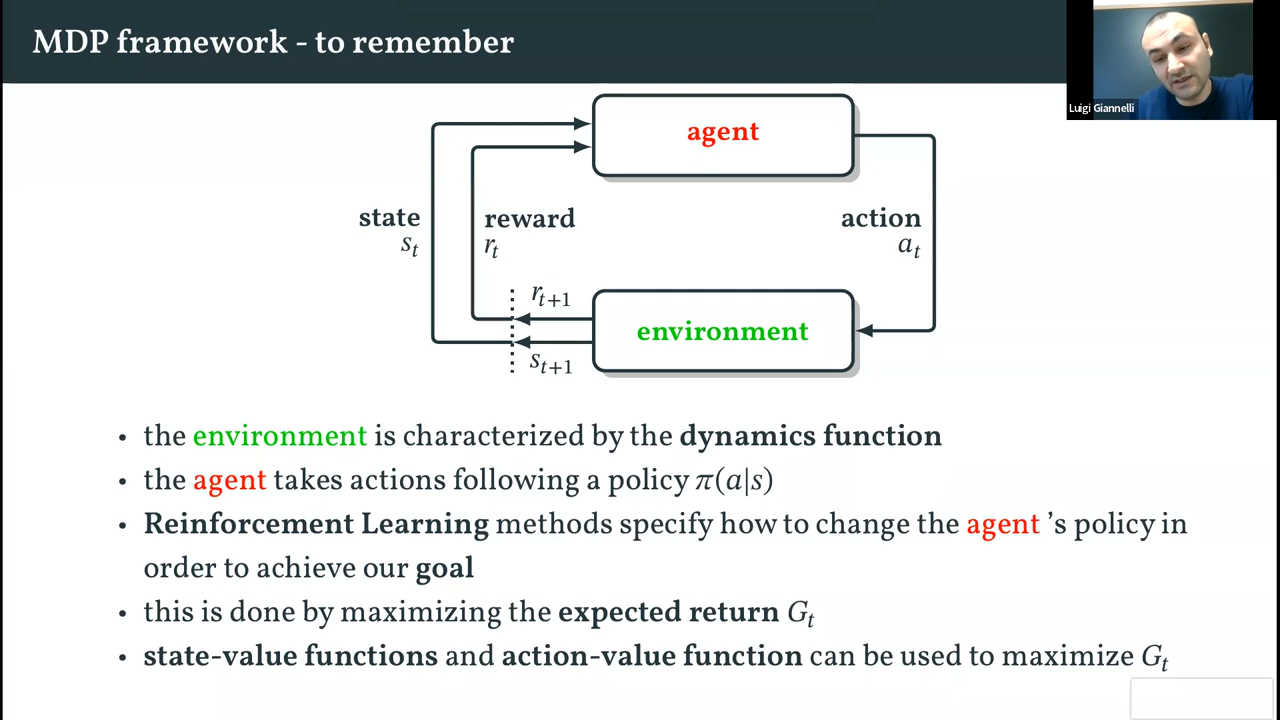 MDP framework - to remember
Luigi Giannelli
agent
state
reward
action
s_t
r_t
a_t
r_{t+1}
environment
s_{t+1}
• the environment is characterized by the dynamics function
• the agent takes actions following a policy π(a|s)
• Reinforcement Learning methods specify how to change the agent 's policy in
order to achieve our goal
• this is done by maximizing the expected return G_t
• state-value functions and action-value function can be used to maximize G_t